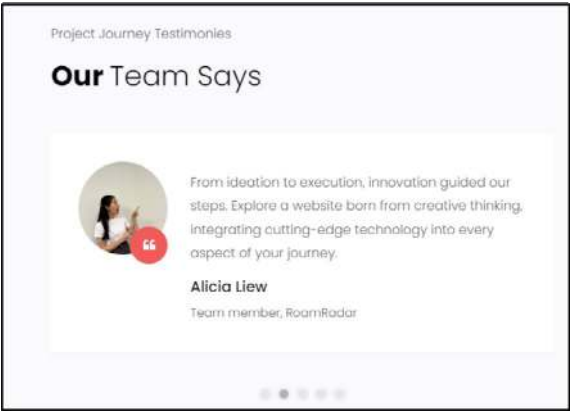 Project Journey Testimonies
Our Team Says
From ideation to execution, innovation guided our
steps. Explore a website born from creative thinking,
integrating cutting-edge technology into every
aspect of your journey.
Alicia Liew
Team member, RoamRadar